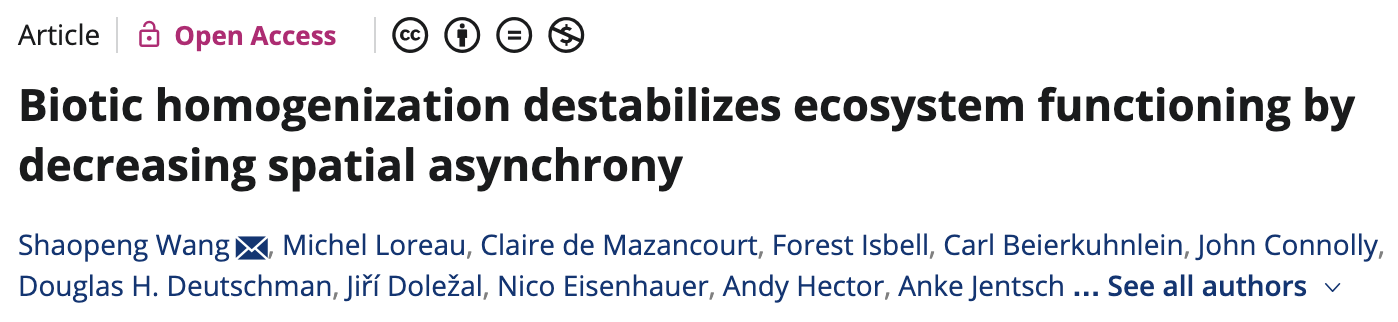 Article Open Access cc
Biotic homogenization destabilizes ecosystem functioning by
decreasing spatial asynchrony
Shaopeng Wang, Michel Loreau, Claire de Mazancourt, Forest Isbell, Carl Beierkuhnlein, John Connolly,
Douglas H. Deutschman, Jiří Doležal, Nico Eisenhauer, Andy Hector, Anke Jentsch ... See all authors